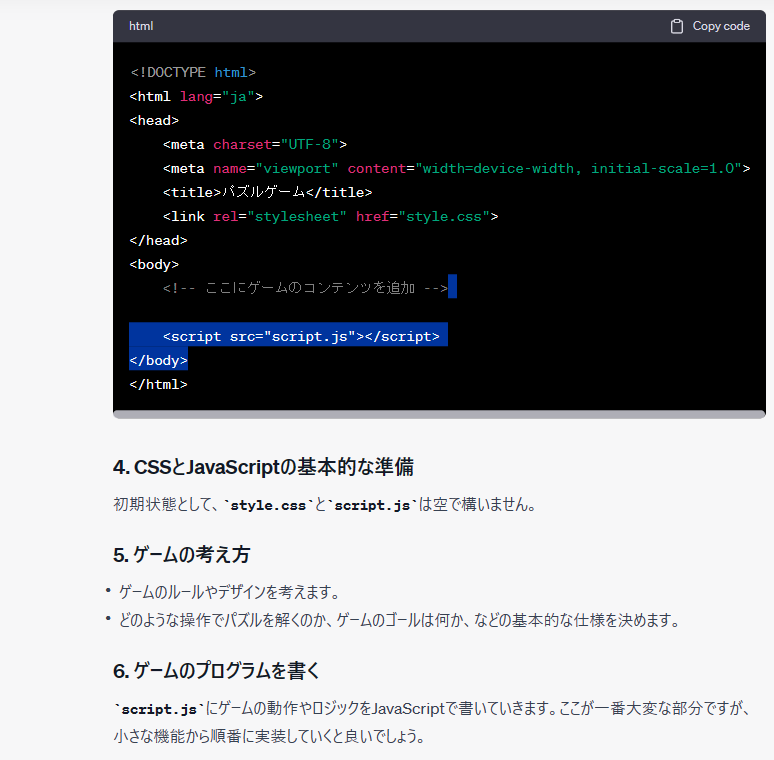 html
Copy code
<!DOCTYPE html>
<html lang="ja">
<head>
    <meta charset="UTF-8">
    <meta name="viewport" content="width=device-width, initial-scale=1.0">
    <title>パズルゲーム</title>
    <link rel="stylesheet" href="style.css">
</head>
<body>
    <!-- ここにゲームのコンテンツを追加 -->
    <script src="script.js"></script>
</body>
</html>
4. CSSとJavaScriptの基本的な準備
初期状態として、`style.css`と`script.js`は空で構いません。
5. ゲームの考え方
• ゲームのルールやデザインを考えます。
• どのような操作でパズルを解くのか、ゲームのゴールは何か、などの基本的な仕様を決めます。
6. ゲームのプログラムを書く
`script.js`にゲームの動作やロジックをJavaScriptで書いていきます。ここが一番大変な部分ですが、
小さな機能から順番に実装していくと良いでしょう。